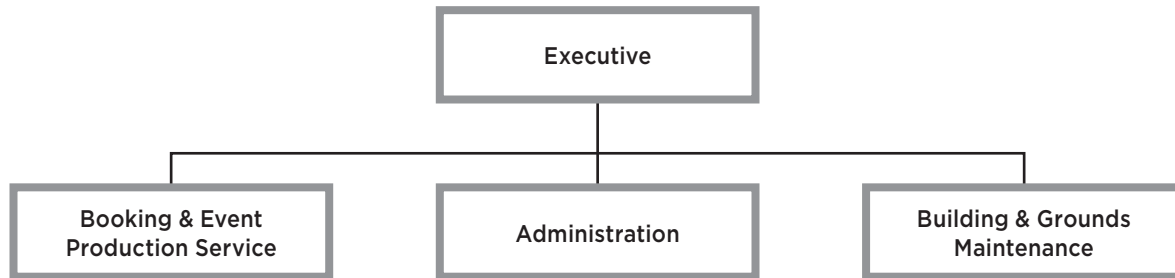 Executive
Booking & Event
Production Service
Administration
Building & Grounds
Maintenance